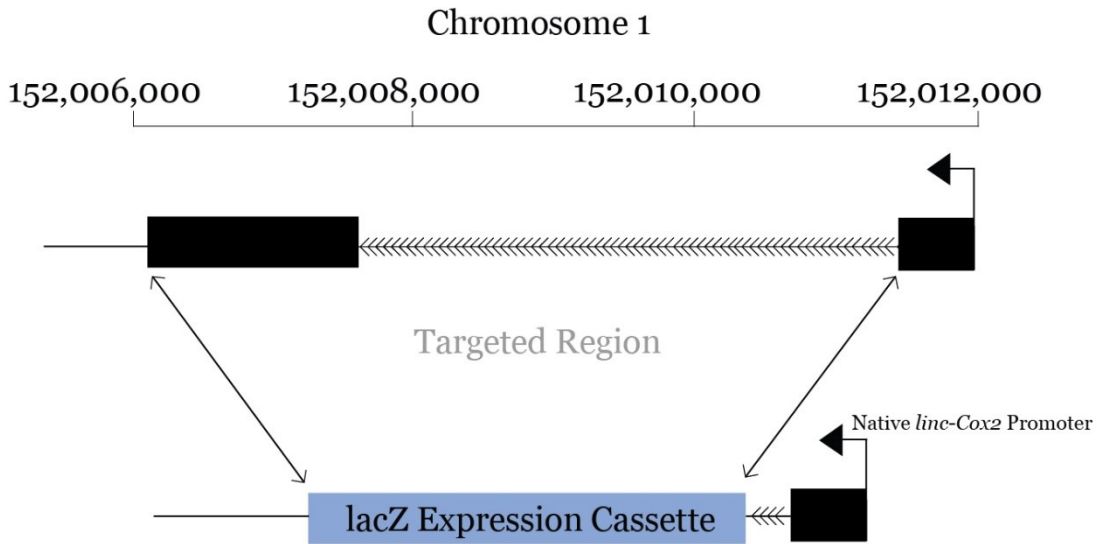 Chromosome 1
152,006,000 152,008,000 152,010,000 152,012,000
Targeted Region
Native linc-Cox2 Promoter
lacZ Expression Cassette